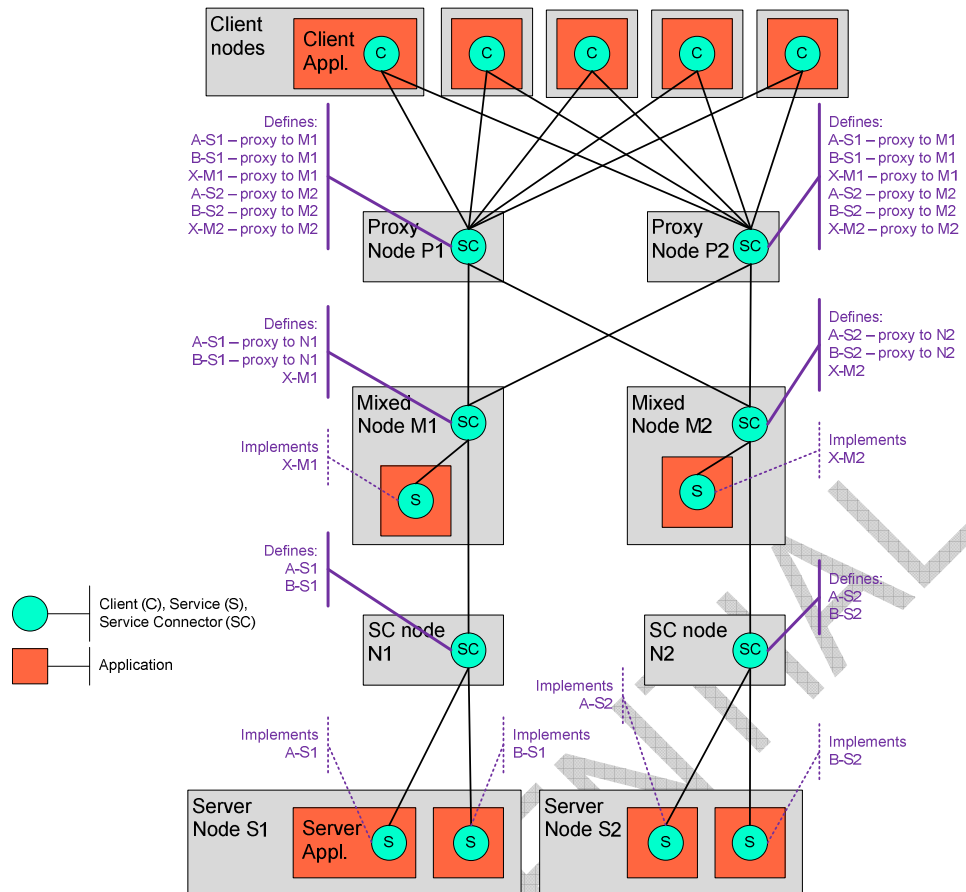 Client
nodes
Client
Appl.
C
C
C
C
C
Defines:
A-S1 – proxy to M1
B-S1 – proxy to M1
X-M1 – proxy to M1
A-S2 – proxy to M2
B-S2 – proxy to M2
X-M2 – proxy to M2
Defines:
A-S1 – proxy to M1
B-S1 – proxy to M1
X-M1 – proxy to M1
A-S2 – proxy to M2
B-S2 – proxy to M2
X-M2 – proxy to M2
Proxy
Node P1
SC
Proxy
Node P2
SC
Defines:
A-S1 – proxy to N1
B-S1 – proxy to N1
X-M1
Defines:
A-S2 – proxy to N2
B-S2 – proxy to N2
X-M2
Mixed
Node M1
SC
Mixed
Node M2
SC
Implements
X-M1
S
Implements
X-M2
S
Defines:
A-S1
B-S1
Defines:
A-S2
B-S2
Client (C), Service (S),
Service Connector (SC)
Application
SC node
N1
SC
SC node
N2
SC
Implements
A-S1
Implements
B-S1
Implements
A-S2
Implements
B-S2
Server
Node S1
Server
Appl.
S
S
Server
Node S2
S
S
ENTIAL